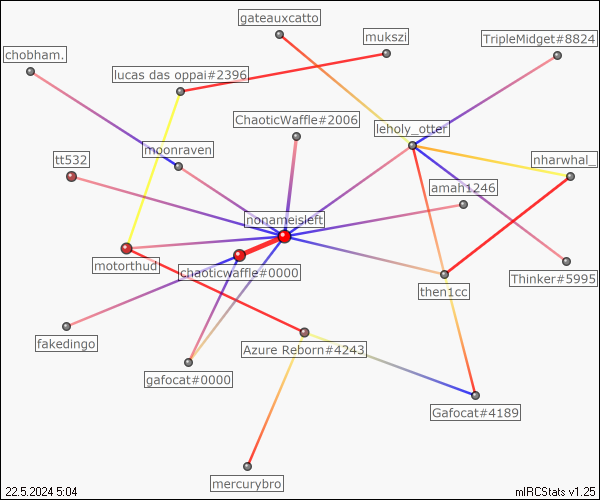 gateauxcatto
mukszi
TripleMidget#8824
chobham.
lucas das oppai#2396
ChaoticWaffle#2006
leholy_otter
moonraven
tt532
nharwhal_
amah1246
nonameisleft
motorthud
chaoticwaffle#0000
Thinker#5995
then1cc
fakedingo
Azure Reborn#4243
gafocat#0000
Gafocat#4189
mercurybro
22.5.2024 5:04
mIRCStats v1.25